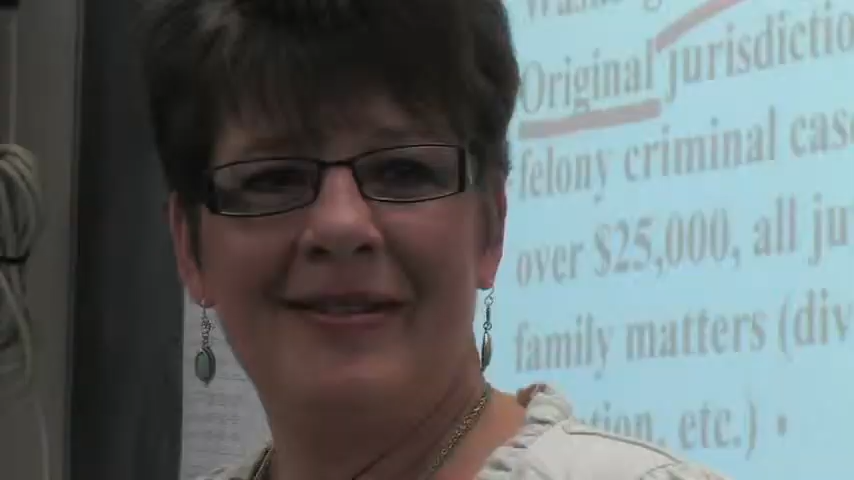 Original jurisdictio
felony criminal cas
over $25,000, all ju
family matters (div
etc.)